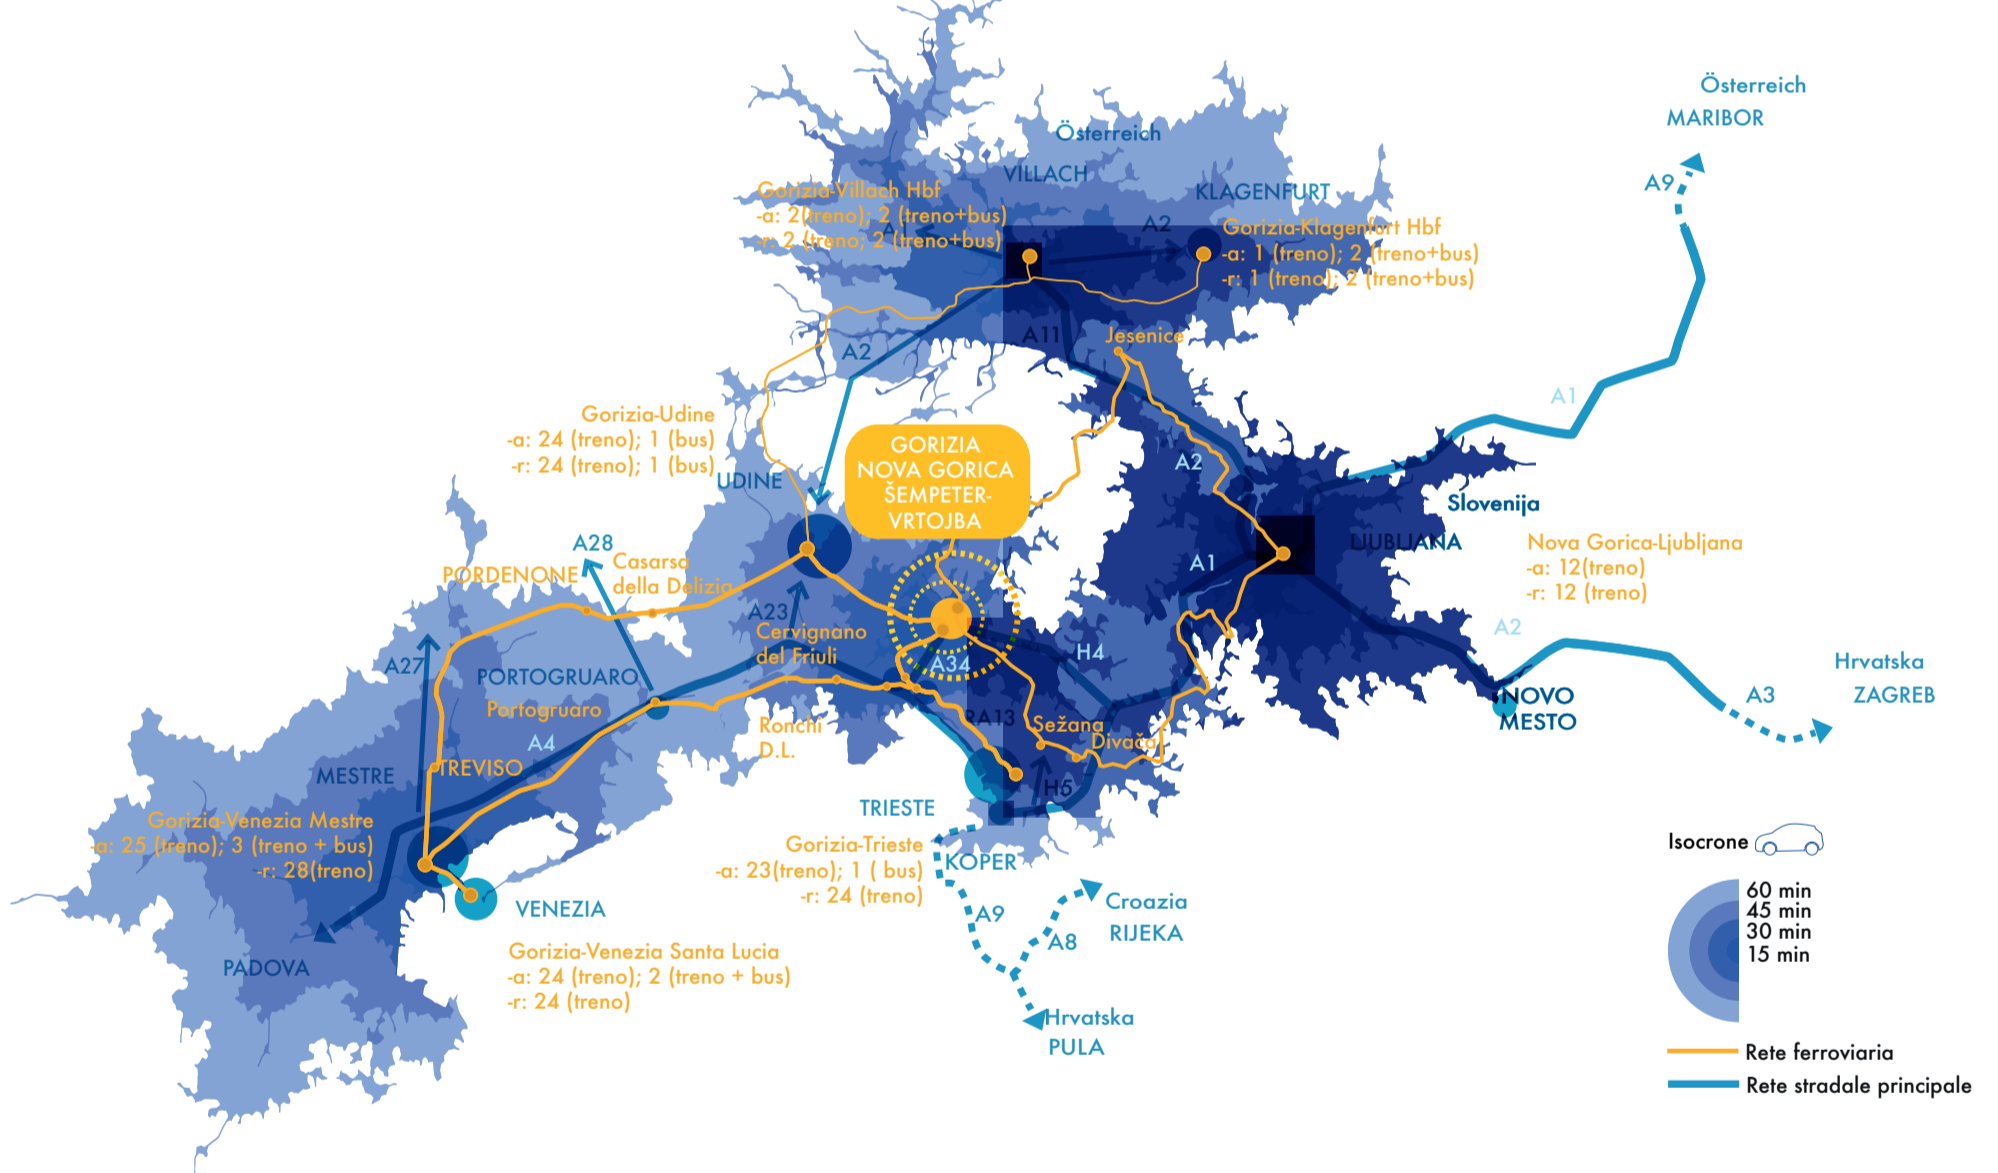 Österreich
MARIBOR
A9
Österreich
VILLACH
KLAGENFURT
Gorizia-Villach Hbf
-a: 2(treno); 2 (treno+bus)
-r: 2 (treno; 2 (treno+bus)
A2
Gorizia-Klagenfurt Hbf
-a: 1 (treno); 2 (treno+bus)
-r: 1 (treno); 2 (treno+bus)
A11
Jesenice
A2
A1
Gorizia-Udine
-a: 24 (treno); 1 (bus)
-r: 24 (treno); 1 (bus)
UDINE
GORIZIA
NOVA GORICA
ŠEMPETER-
VRTOJBA
A2
Slovenija
LJUBLJANA
Nova Gorica-Ljubljana
-a: 12(treno)
-r: 12 (treno)
A1
A28
PORDENONE
Casarsa
della Delizia
A23
Cervignano
del Friuli
A34
H4
A2
Hrvatska
ZAGREB
A3
NOVO
MESTO
A27
PORTOGRUARO
Portogruaro
Ronchi
D.L.
RA13
Sežana
Divača
A4
TREVISO
MESTRE
H5
TRIESTE
Gorizia-Venezia Mestre
-a: 25 (treno); 3 (treno + bus)
-r: 28(treno)
Gorizia-Trieste
-a: 23(treno); 1 ( bus)
-r: 24 (treno)
KOPER
VENEZIA
A9
A8
Croazia
RIJEKA
Gorizia-Venezia Santa Lucia
-a: 24 (treno); 2 (treno + bus)
-r: 24 (treno)
PADOVA
Hrvatska
PULA
Isocrone
60 min
45 min
30 min
15 min
Rete ferroviaria
Rete stradale principale